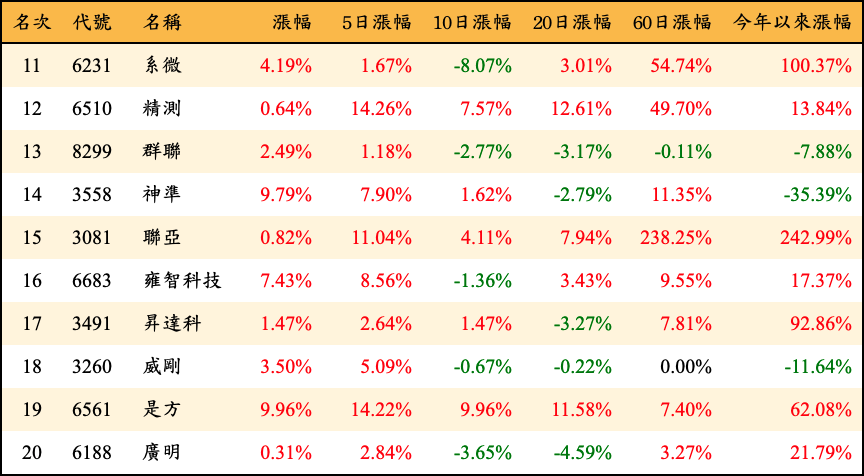 名次 代號 名稱 漲幅 5日漲幅 10日漲幅 20日漲幅 60日漲幅 今年以來漲幅
11 6231 系微 4.19% 1.67% -8.07% 3.01% 54.74% 100.37%
12 6510 精測 0.64% 14.26% 7.57% 12.61% 49.70% 13.84%
13 8299 群聯 2.49% 1.18% -2.77% -3.17% -0.11% -7.88%
14 3558 神準 9.79% 7.90% 1.62% -2.79% 11.35% -35.39%
15 3081 聯亞 0.82% 11.04% 4.11% 7.94% 238.25% 242.99%
16 6683 雍智科技 7.43% 8.56% -1.36% 3.43% 9.55% 17.37%
17 3491 昇達科 1.47% 2.64% 1.47% -3.27% 7.81% 92.86%
18 3260 威剛 3.50% 5.09% -0.67% -0.22% 0.00% -11.64%
19 6561 是方 9.96% 14.22% 9.96% 11.58% 7.40% 62.08%
20 6188 廣明 0.31% 2.84% -3.65% -4.59% 3.27% 21.79%